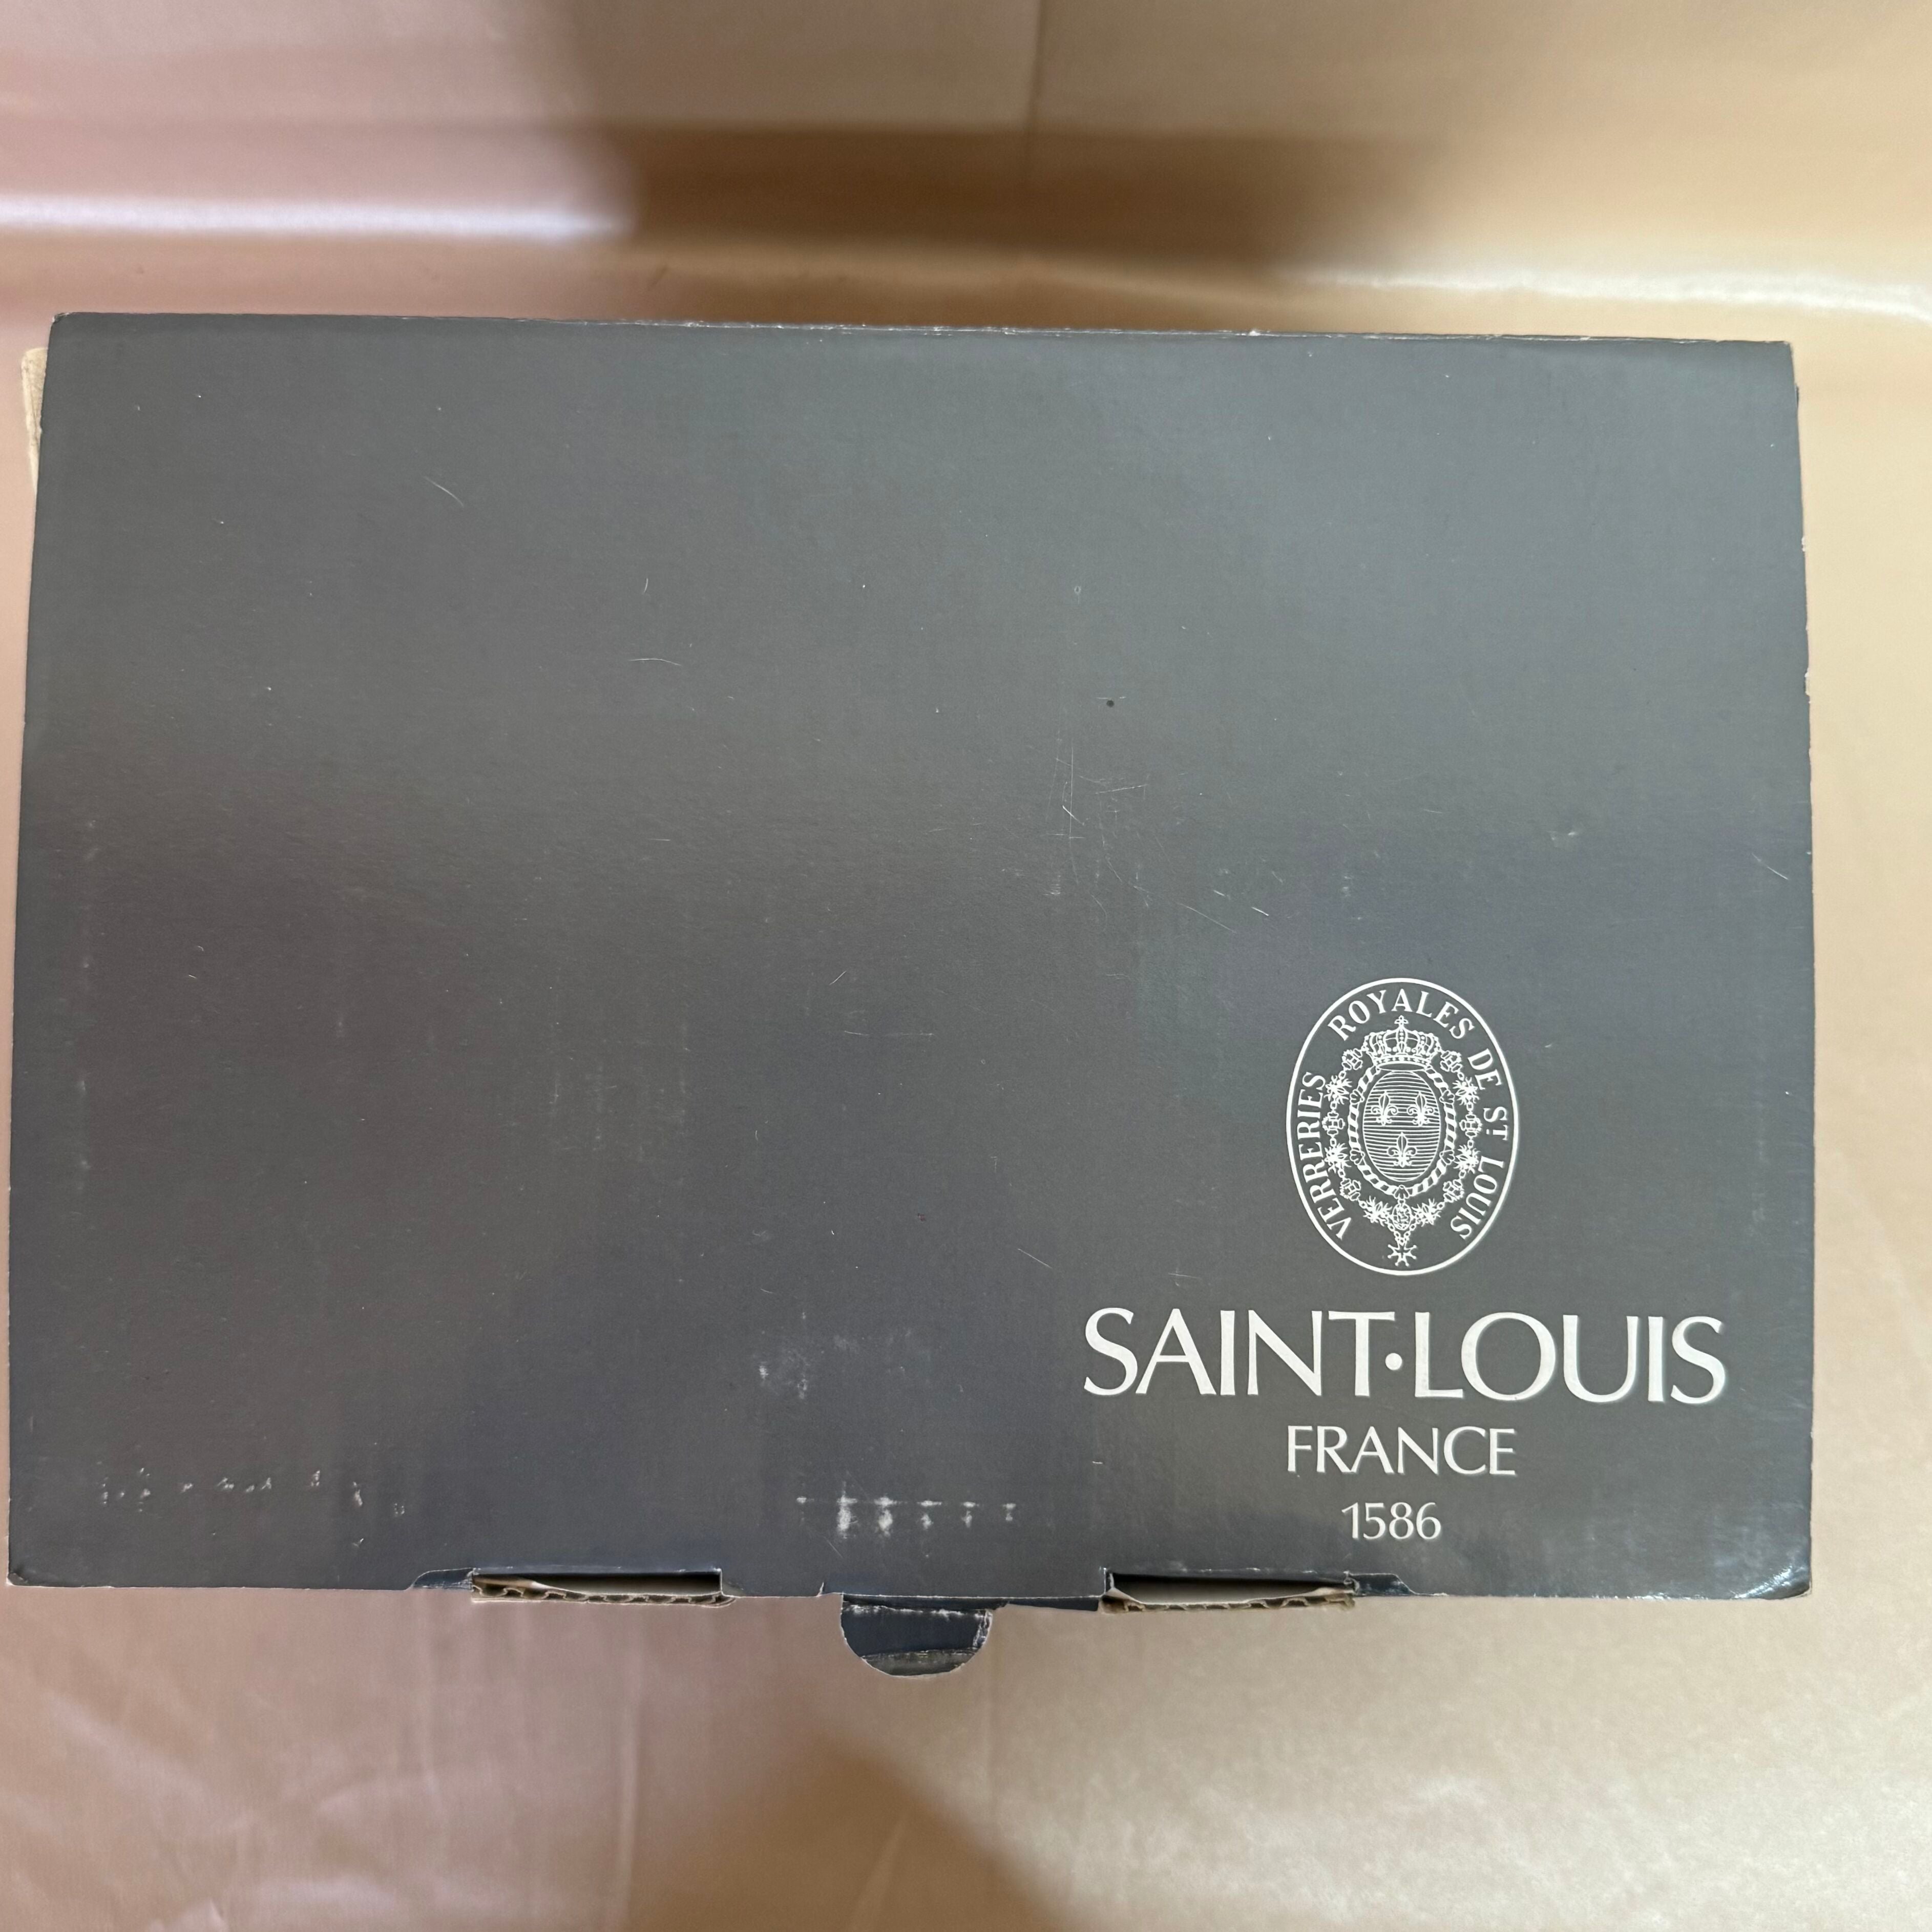 VERRERIES ROYALES DE ST. LOUIS
SAINT·LOUIS
FRANCE
1586